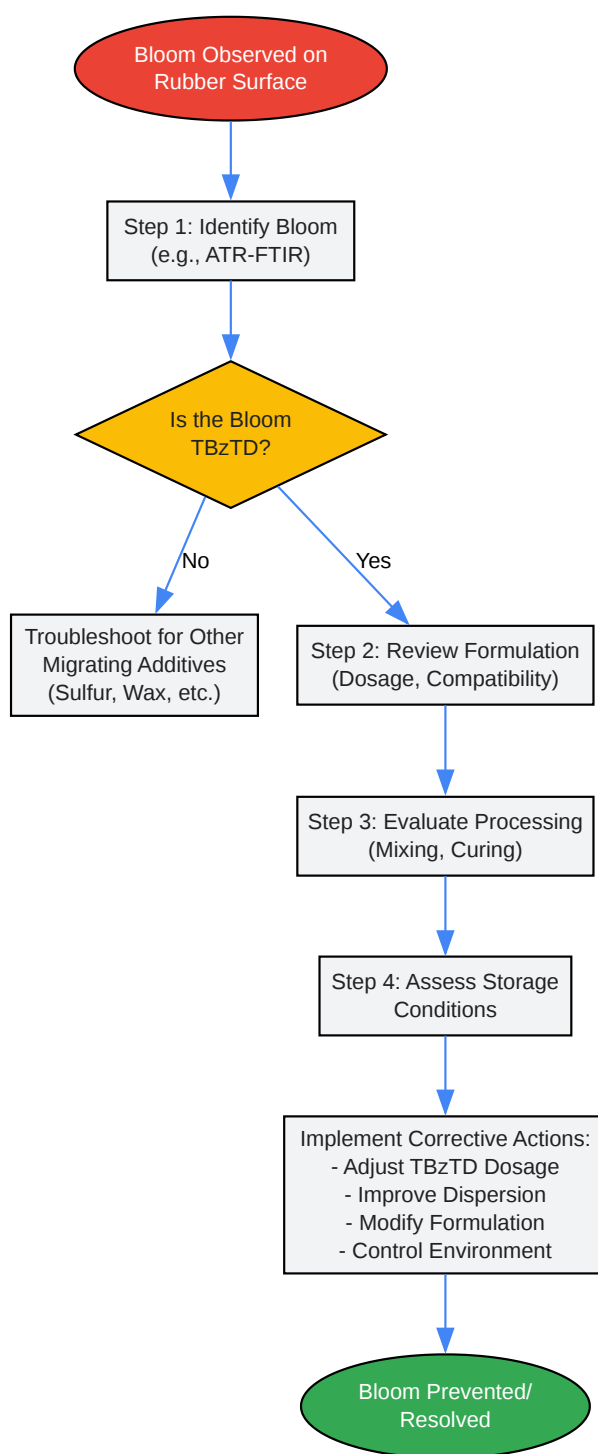 Bloom Observed on
Rubber Surface
Step 1: Identify Bloom
(e.g., ATR-FTIR)
Is the Bloom
TBzTD?
No
Yes
Troubleshoot for Other
Migrating Additives
(Sulfur, Wax, etc.)
Step 2: Review Formulation
(Dosage, Compatibility)
Step 3: Evaluate Processing
(Mixing, Curing)
Step 4: Assess Storage
Conditions
Implement Corrective Actions:
- Adjust TBzTD Dosage
- Improve Dispersion
- Modify Formulation
- Control Environment
Bloom Prevented/
Resolved